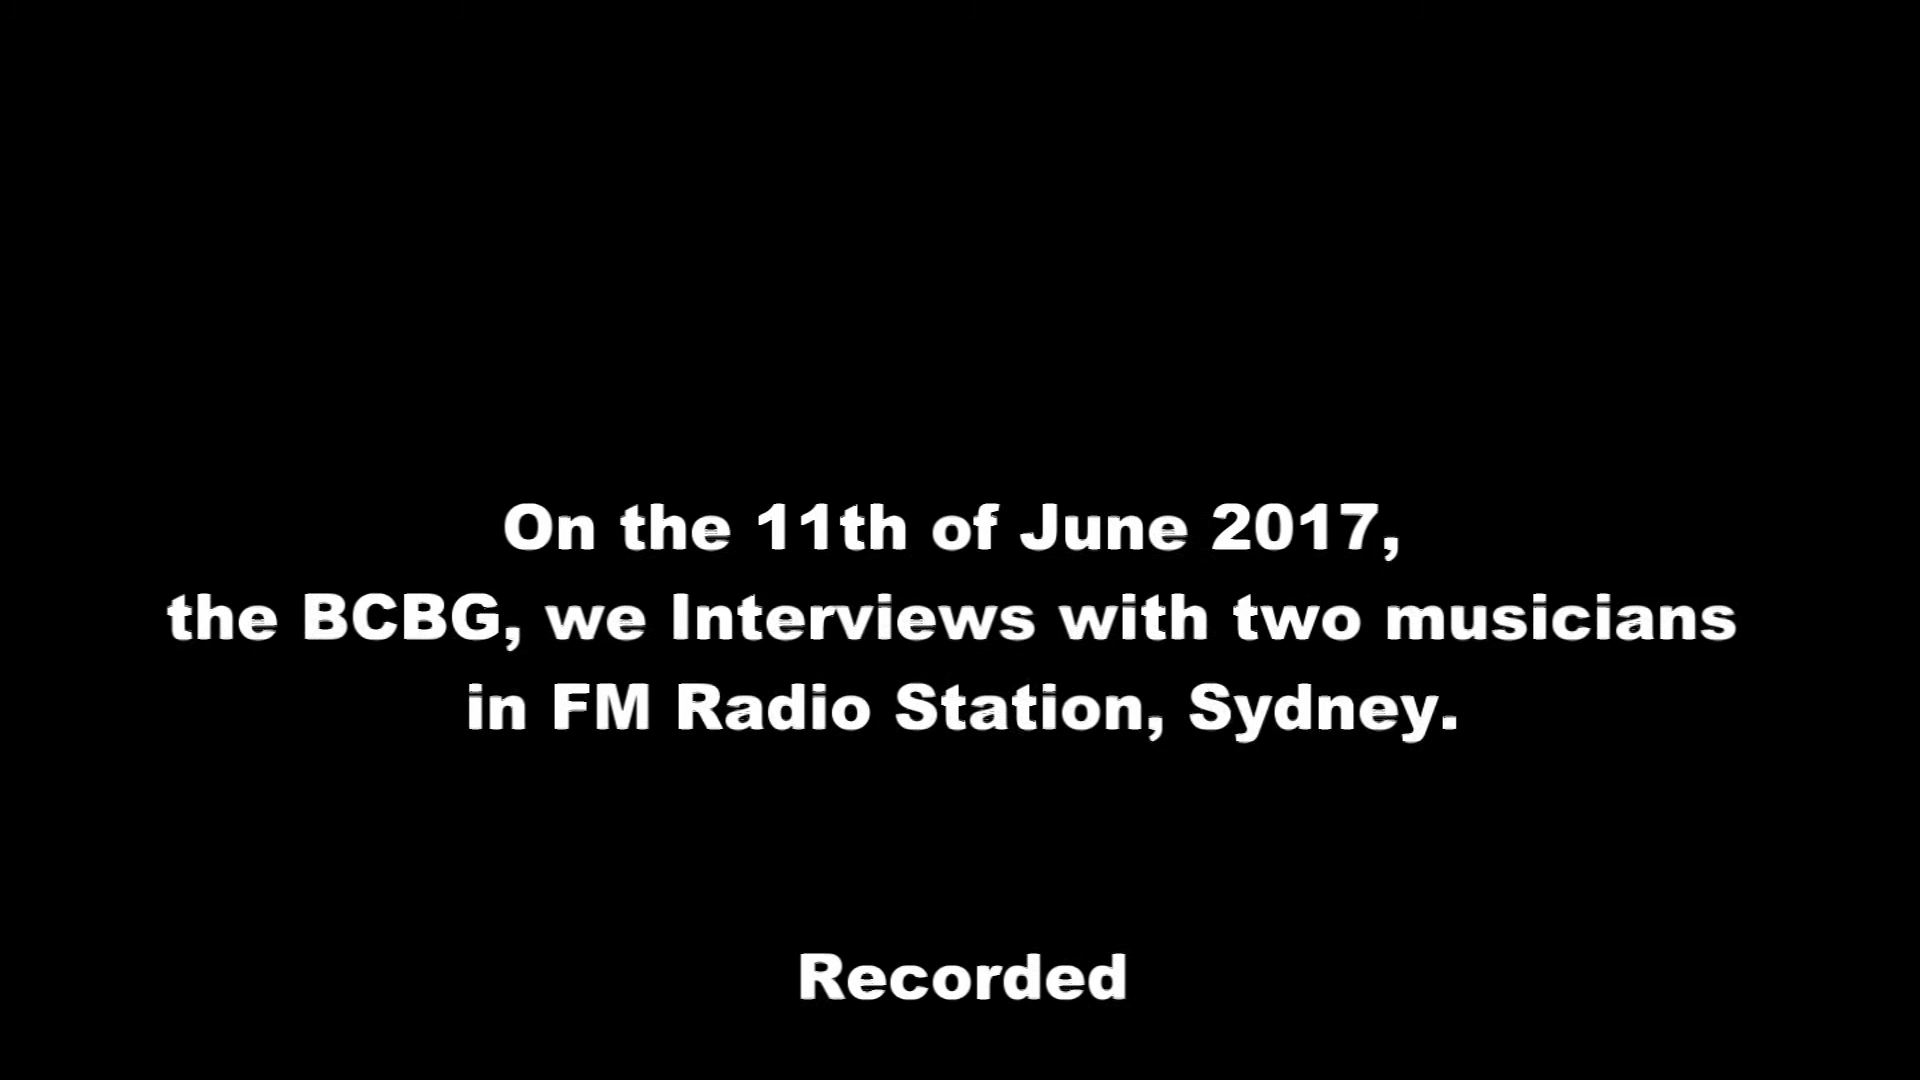 On the 11th of June 2017,
the BCBG, we Interviews with two musicians
in FM Radio Station, Sydney.
Recorded